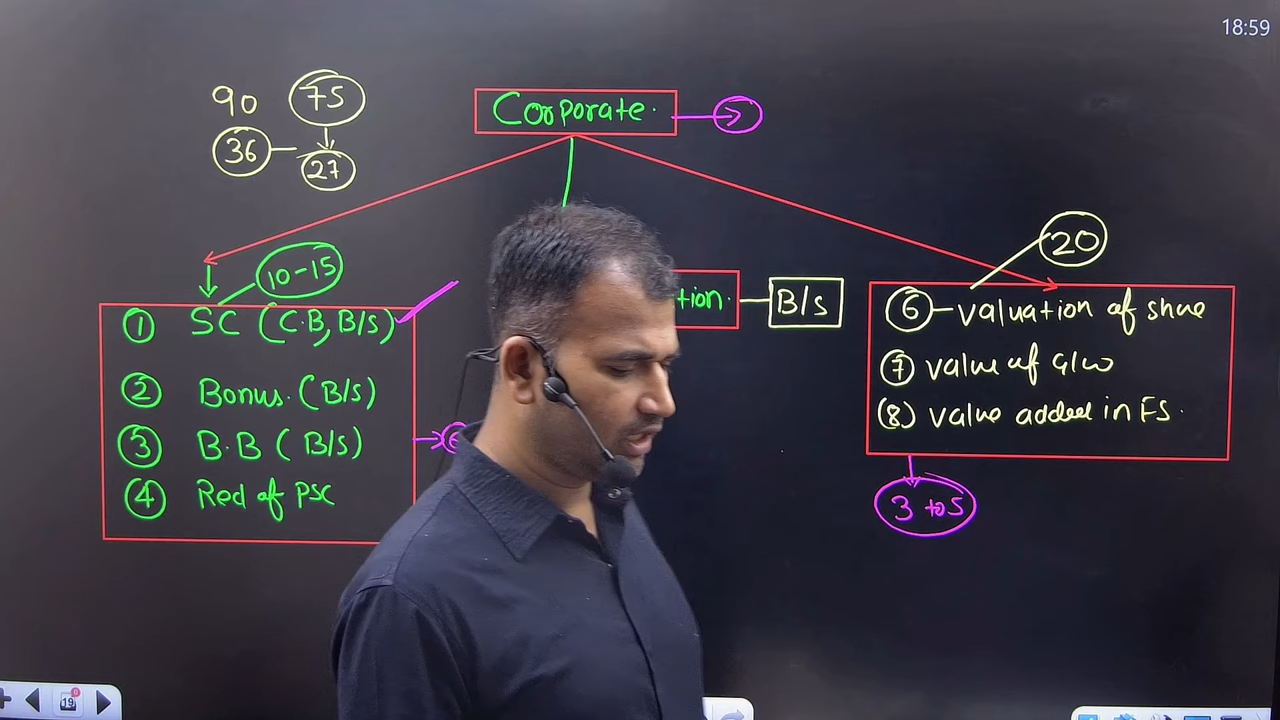 18:59
90 75
36 27
Corporate.
10-15
20
① SC (C.B, B/S)
② Bonus. (B/S)
③ B.B (B/S)
④ Red of PSC
tion.
B/S
⑥ - valuation of share
⑦ value of G/W
(8) value added in FS.
3 to 5
19